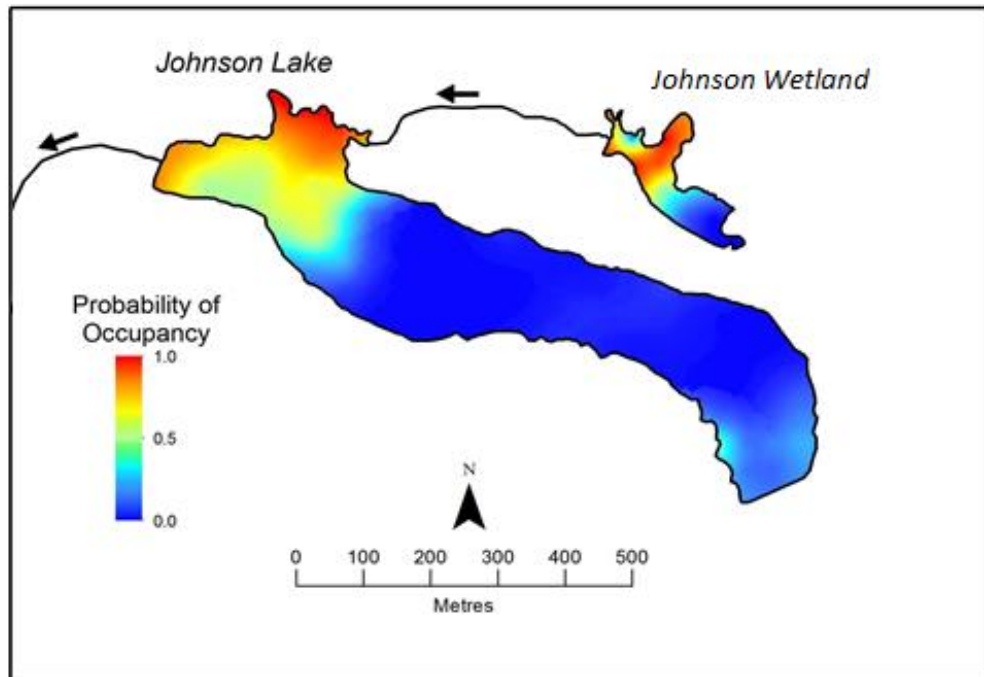 Johnson Lake
Johnson Wetland
Probability of
Occupancy
1.0
0.5
0.0
N
0 100 200 300 400 500
Metres